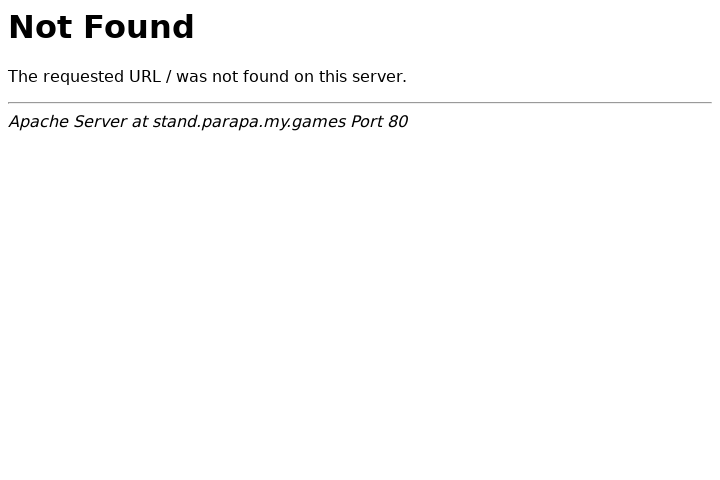 Not Found
The requested URL / was not found on this server.
Apache Server at stand.parapa.my.games Port 80